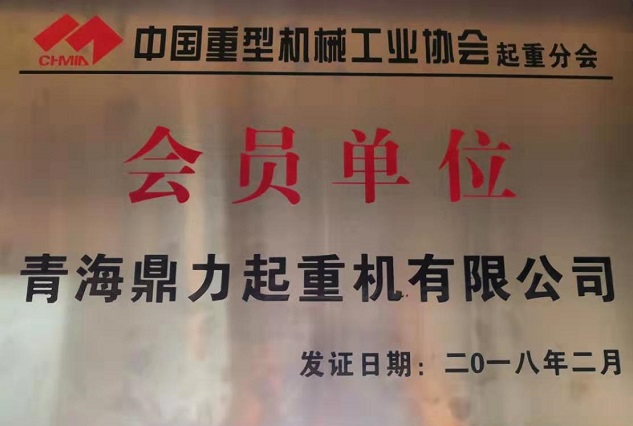 CHMIA 中国重型机械工业协会 起重分会
会员单位
青海鼎力起重机有限公司
发证日期：二〇一八年二月